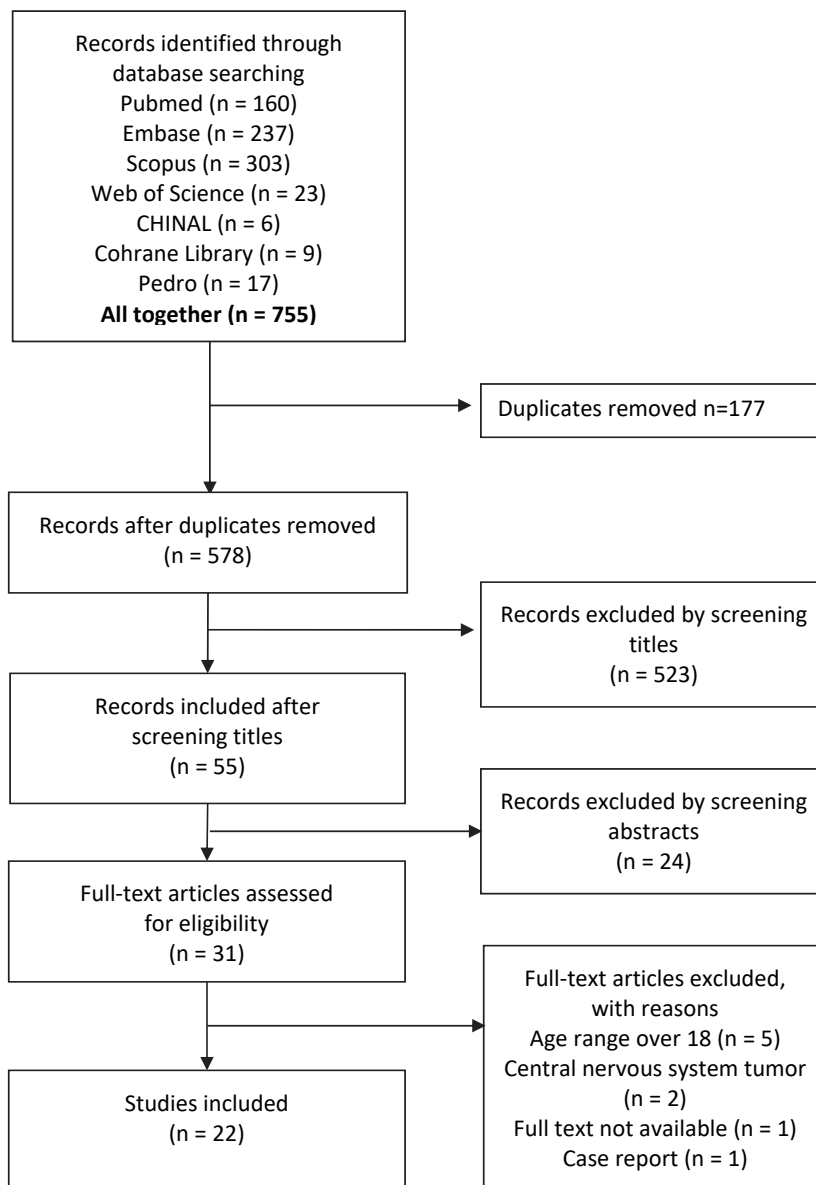 Records identified through
database searching
Pubmed (n = 160)
Embase (n = 237)
Scopus (n = 303)
Web of Science (n = 23)
CHINAL (n = 6)
Cohrane Library (n = 9)
Pedro (n = 17)
All together (n = 755)
Duplicates removed n=177
Records after duplicates removed
(n = 578)
Records excluded by screening
titles
(n = 523)
Records included after
screening titles
(n = 55)
Records excluded by screening
abstracts
(n = 24)
Full-text articles assessed
for eligibility
(n = 31)
Full-text articles excluded,
with reasons
Age range over 18 (n = 5)
Central nervous system tumor
(n = 2)
Full text not available (n = 1)
Case report (n = 1)
Studies included
(n = 22)